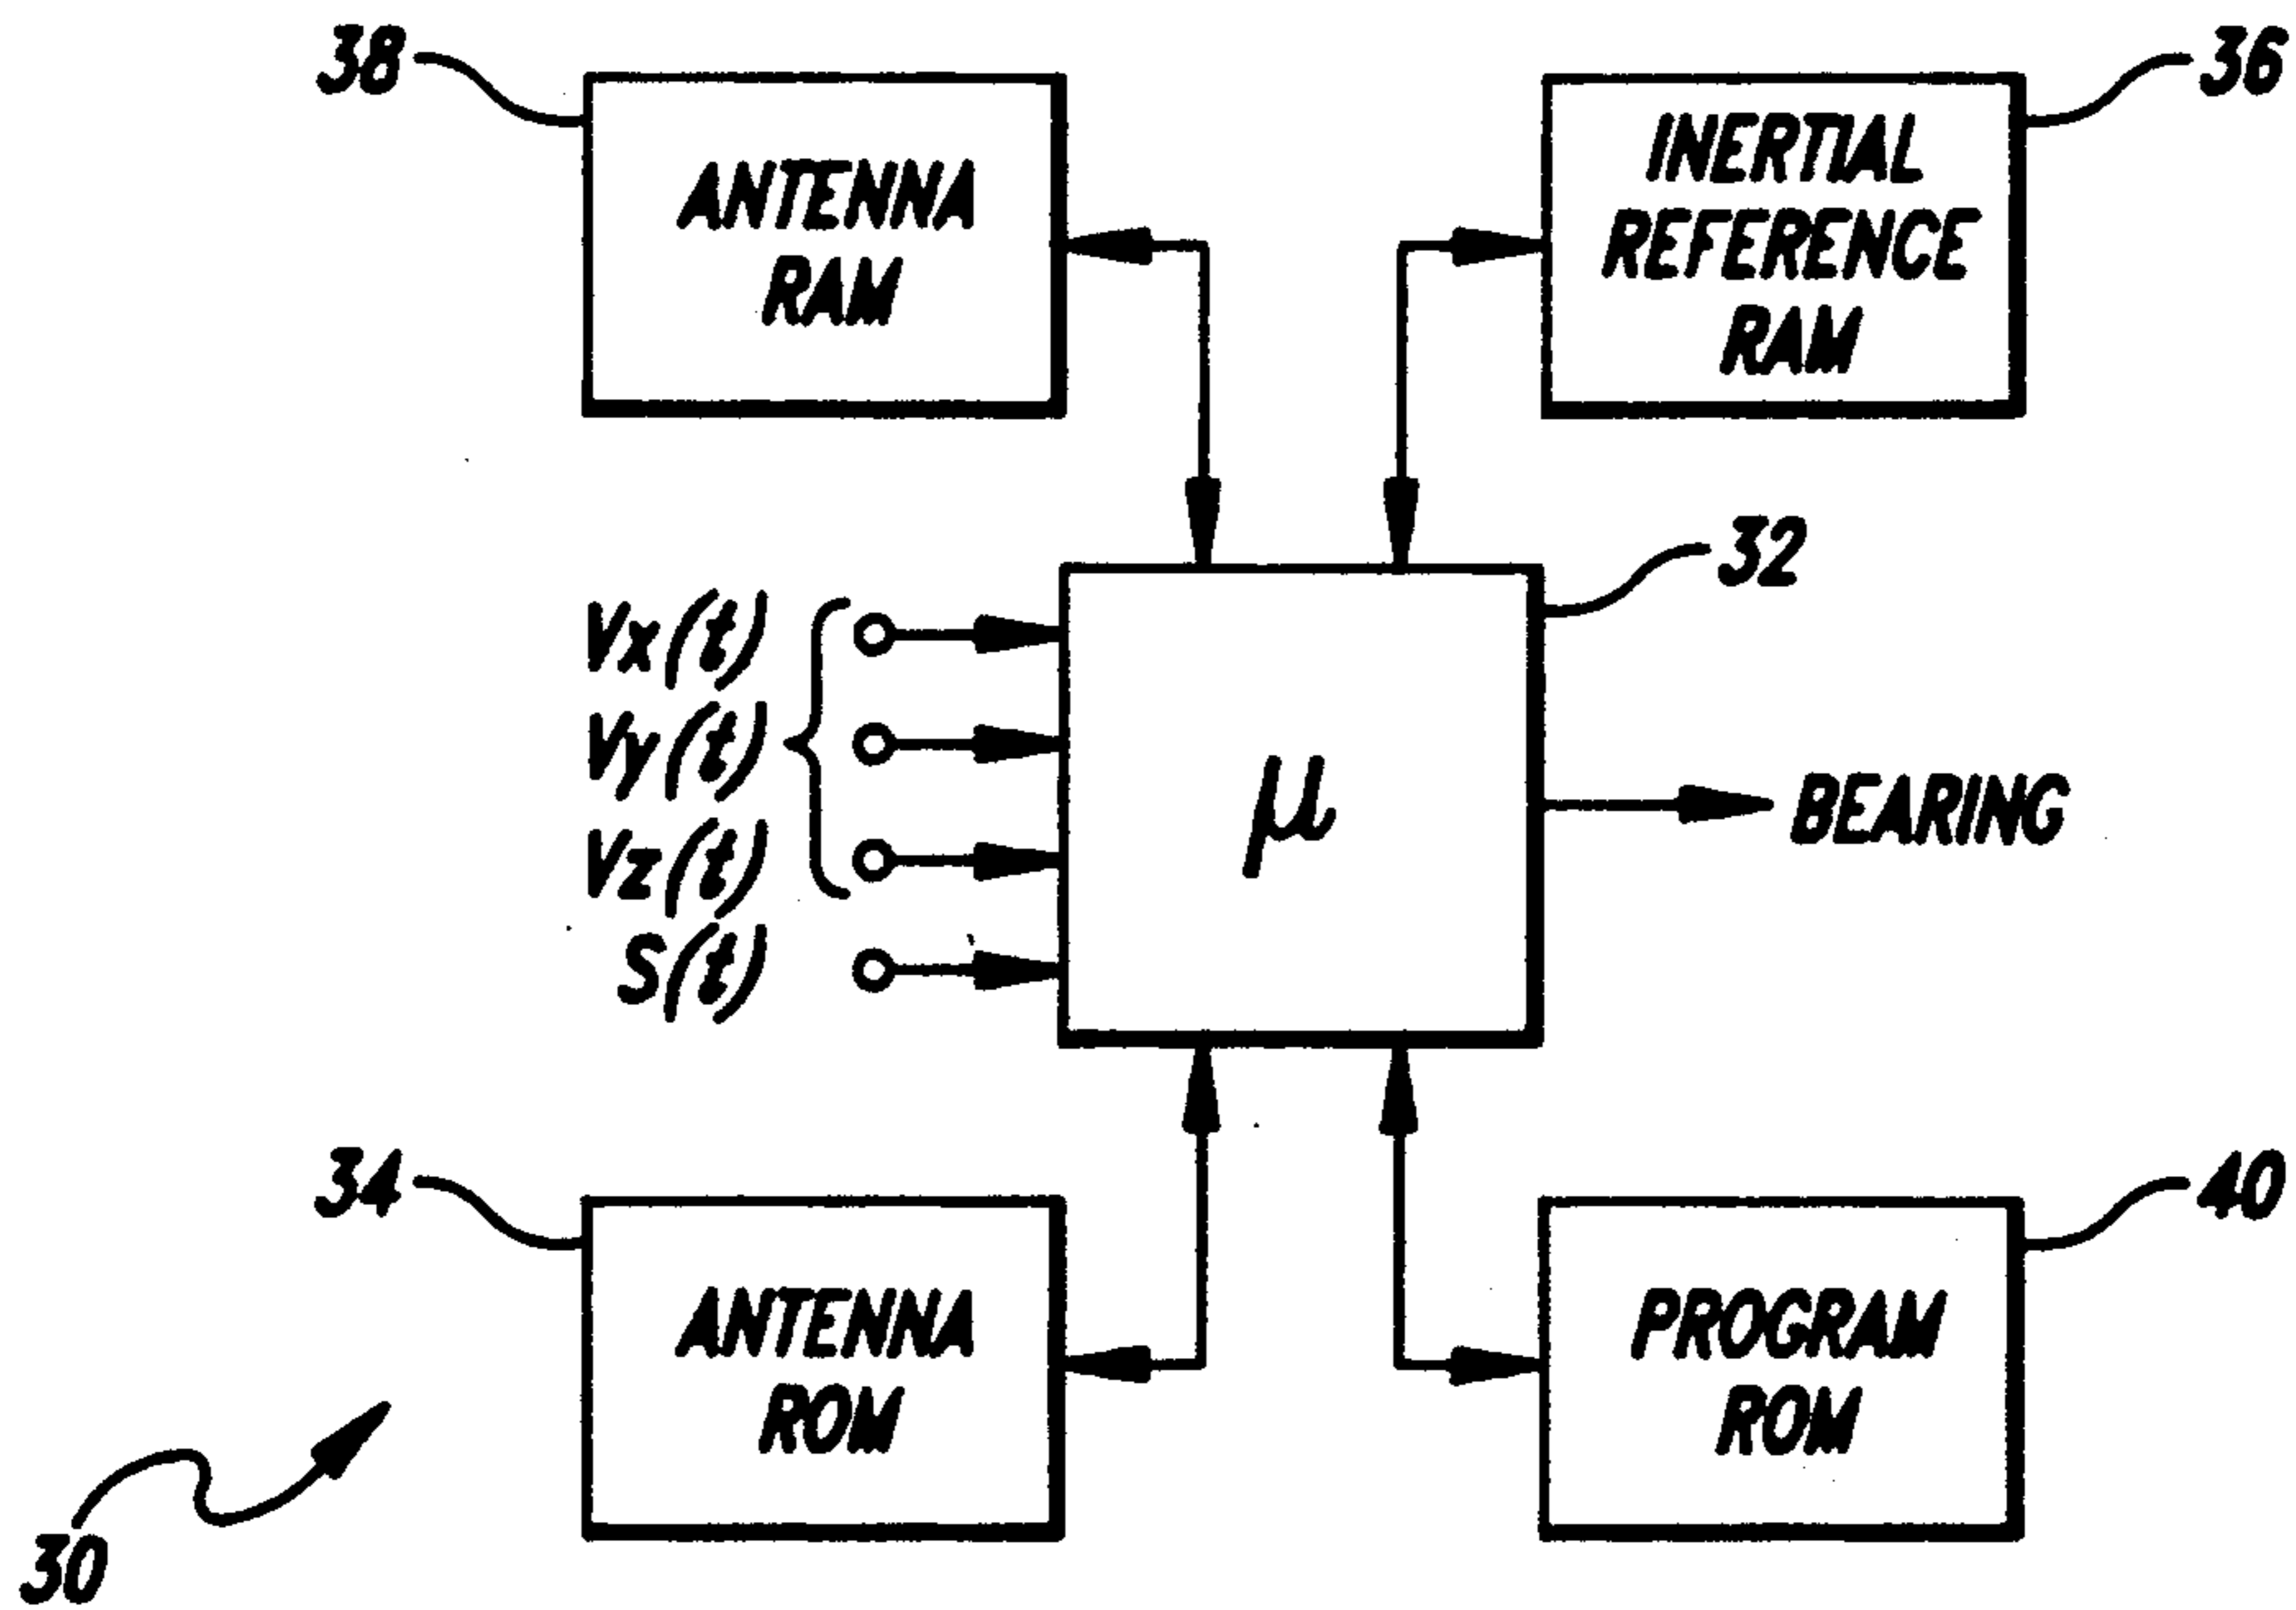 38
36
ANTENNA
RAM
INERTIAL
REFERENCE
RAM
32
Vx(t)
Vy(t)
Vz(t)
S(t)
μ
BEARING
34
40
ANTENNA
ROM
PROGRAM
ROM
30